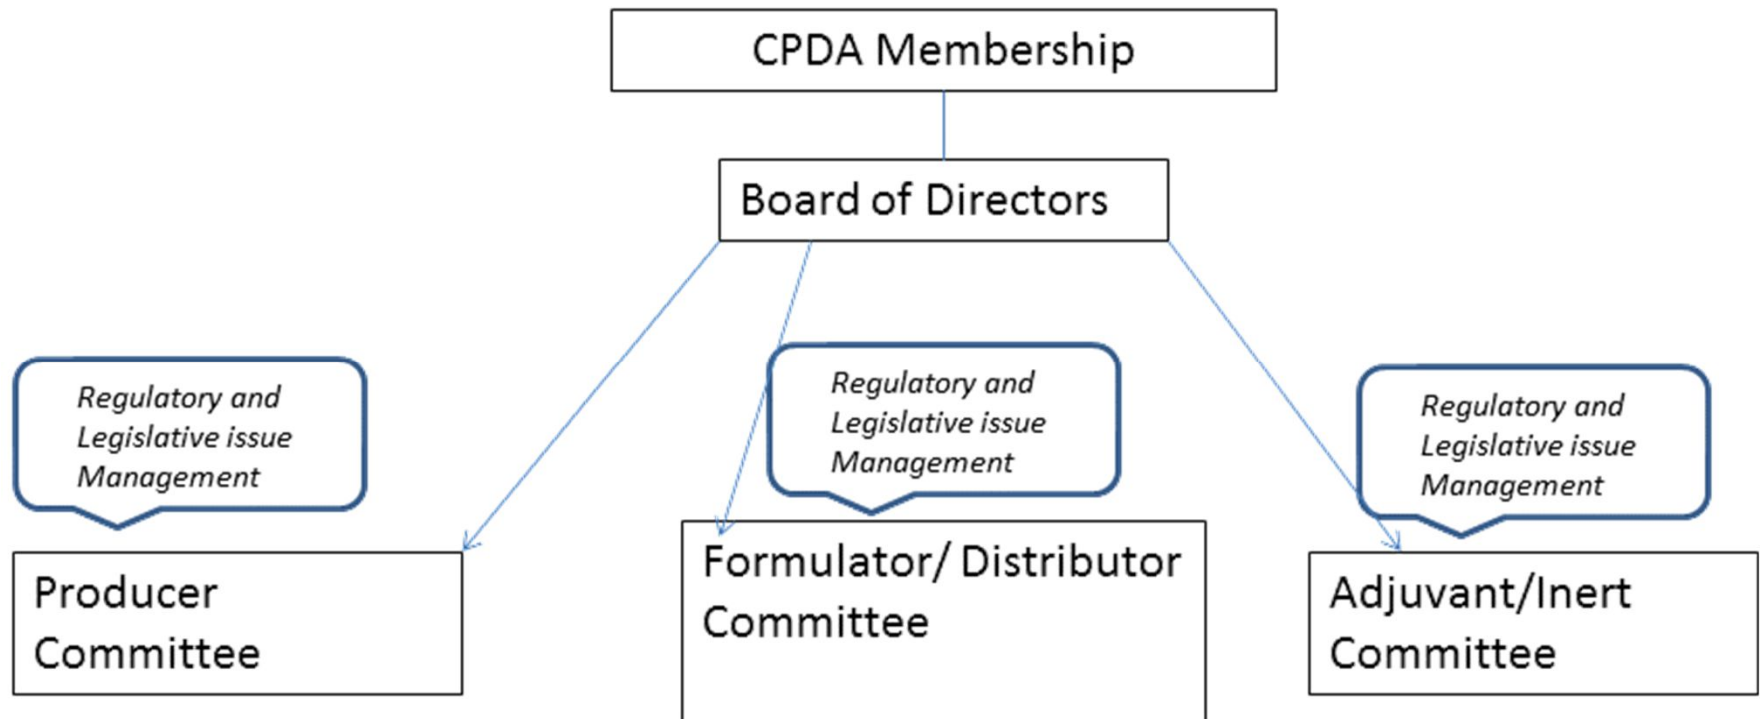 CPDA Membership
Board of Directors
Regulatory and
Legislative issue
Management
Regulatory and
Legislative issue
Management
Regulatory and
Legislative issue
Management
Producer
Committee
Formulator/ Distributor
Committee
Adjuvant/Inert
Committee